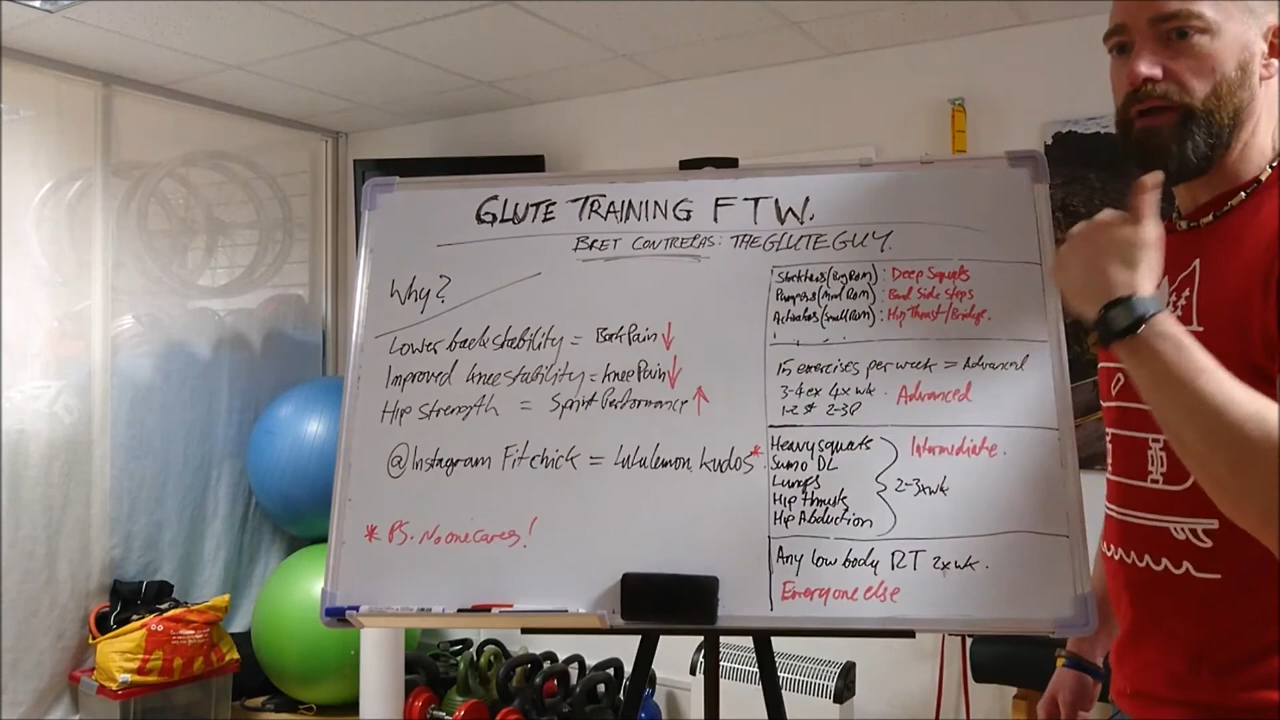 GLUTE TRAINING FTW.
BRET CONTRERAS: THEGLUTEGUY.
Why?
Lower back stability = Back Pain ↓
Improved knee stability = knee Pain ↓
Hip strength = Sprint Performance ↑
@Instagram Fitchick = Lululemon kudos*
* PS. No one cares!
Stretchers (Big ROM) : Deep Squats
Pumpers (Mod ROM) : Band Side Steps
Activators (small ROM) : Hip Thrust/Bridge.
15 exercises per week = Advanced
3-4 ex 4x wk. Advanced
1-2 st 2-3P
Heavy squats
Sumo DL
Lunges
Hip thrusts
Hip Abduction
2-3xwk
Intermediate.
Any low body RT 2xwk.
Everyone else